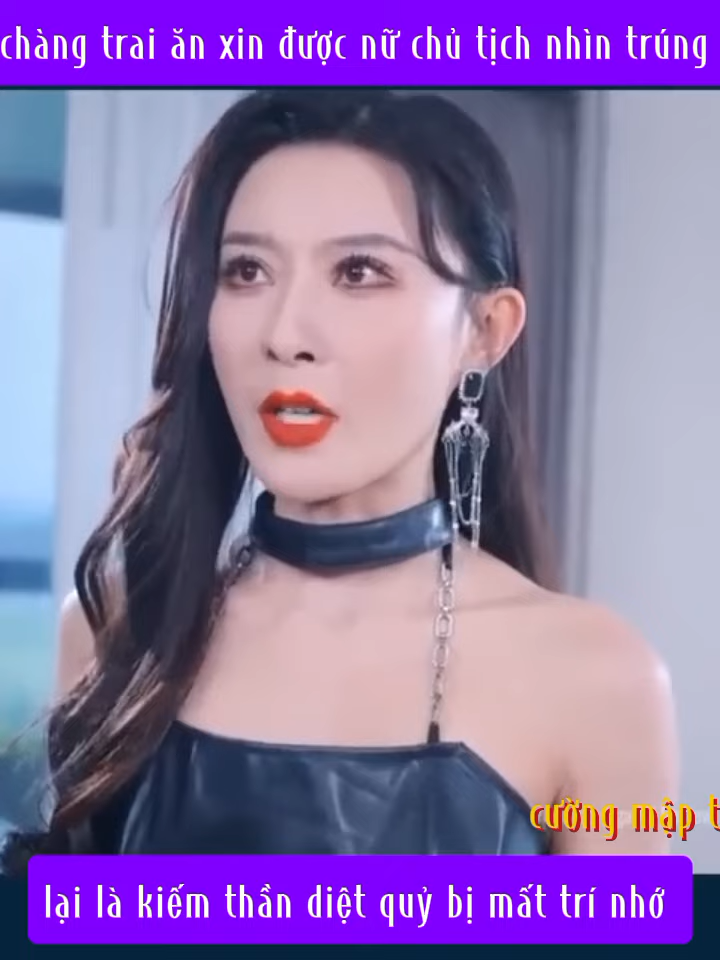 chàng trai ăn xin được nữ chủ tịch nhìn trúng
cường mập
lại là kiếm thần diệt quỷ bị mất trí nhớ